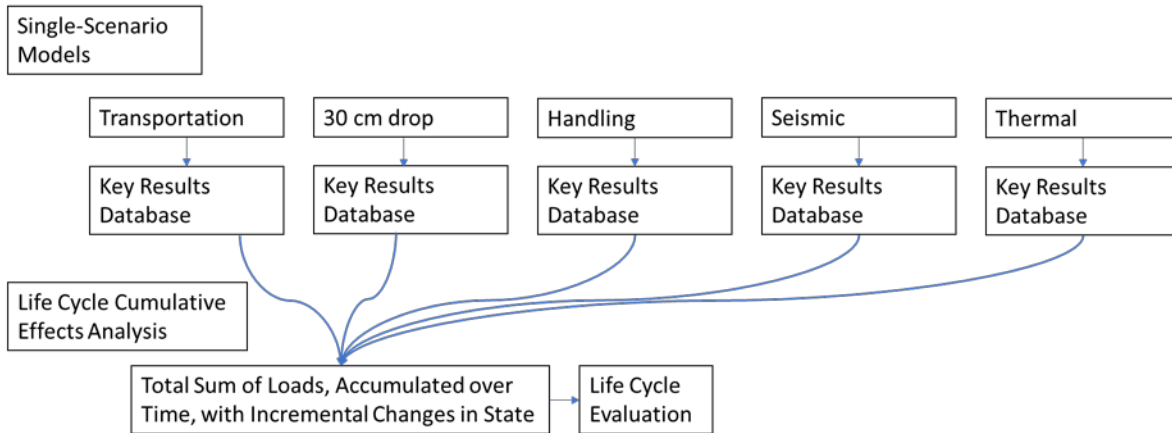 Single-Scenario
Models
Transportation
30 cm drop
Handling
Seismic
Thermal
Key Results
Database
Key Results
Database
Key Results
Database
Key Results
Database
Key Results
Database
Life Cycle Cumulative
Effects Analysis
Total Sum of Loads, Accumulated over
Time, with Incremental Changes in State
Life Cycle
Evaluation